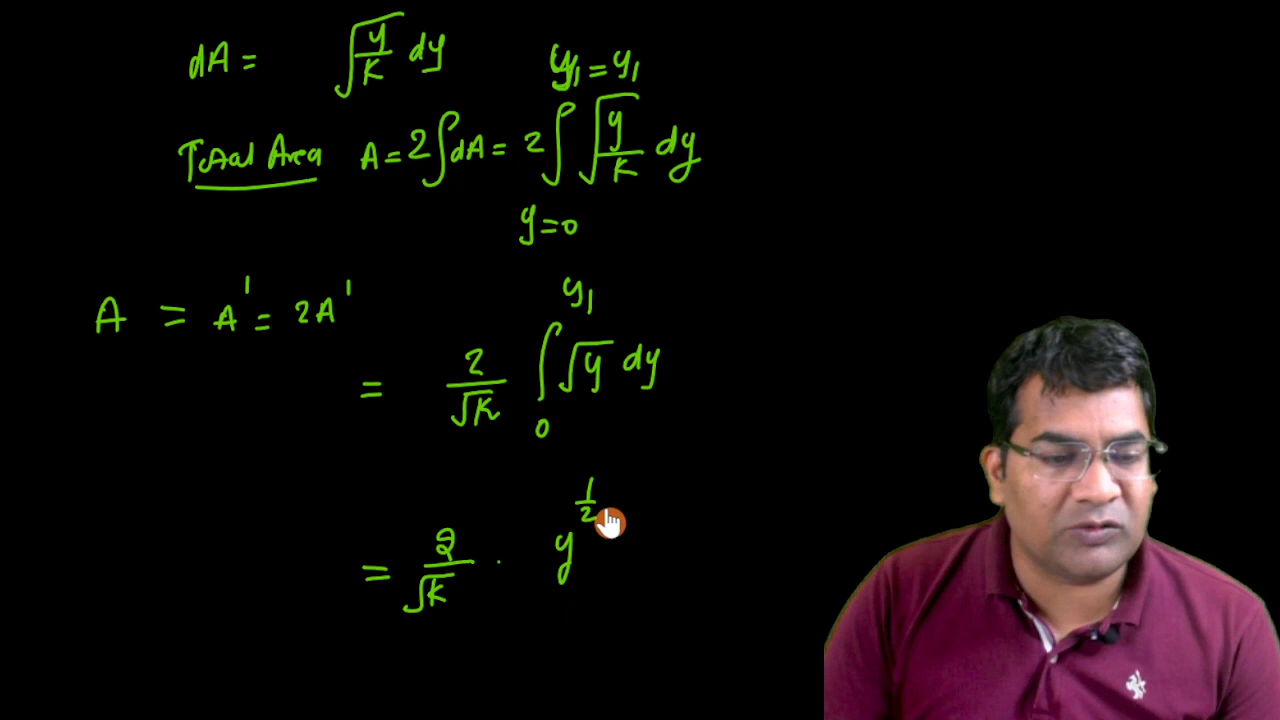 dA = √(y/K) dy
y₁ = y₁
Total Area A = 2∫dA = 2∫√(y/K) dy
y=0
A = A' = 2A'
= 2/√K ∫₀^y₁ √y dy
= 2/√K · y^1/2